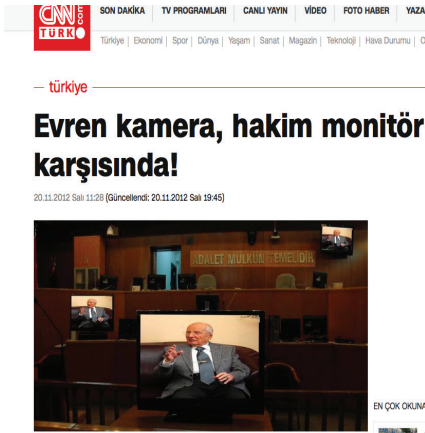 CNN
TÜRK
.com
SON DAKİKA TV PROGRAMLARI CANLI YAYIN VİDEO FOTO HABER YAZA
Türkiye | Ekonomi | Spor | Dünya | Yaşam | Sanat | Magazin | Teknoloji | Hava Durumu | O
türkiye
Evren kamera, hakim monitör
karşısında!
20.11.2012 Salı 11:28 (Güncellendi: 20.11.2012 Salı 19:45)
ADALET MÜLKÜN TEMELİDİR
EN ÇOK OKUNA